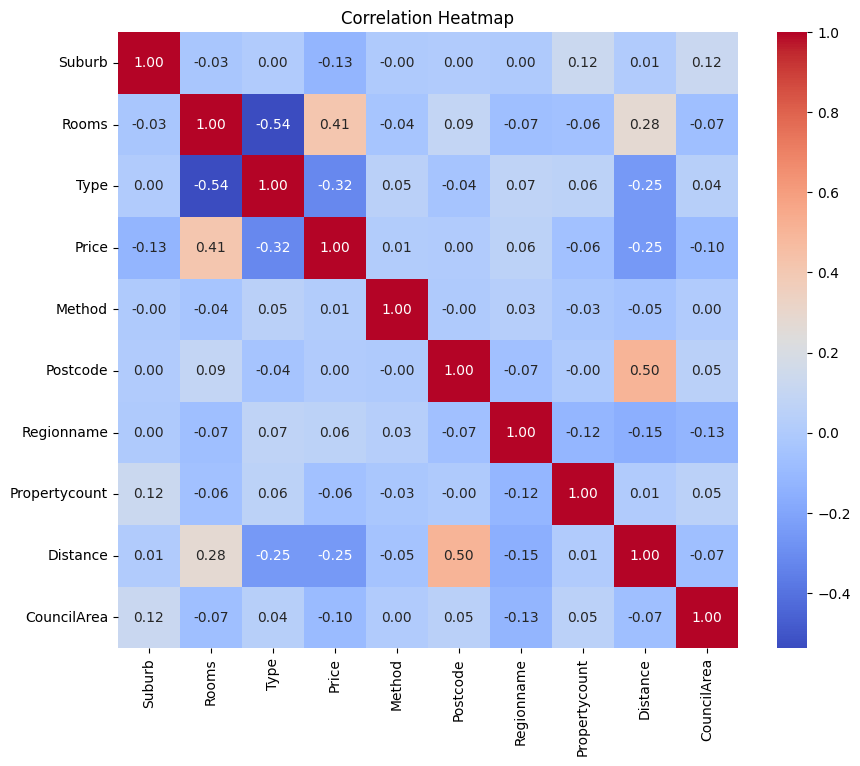 Correlation Heatmap
Suburb 1.00 -0.03 0.00 -0.13 -0.00 0.00 0.00 0.12 0.01 0.12
Rooms -0.03 1.00 -0.54 0.41 -0.04 0.09 -0.07 -0.06 0.28 -0.07
Type 0.00 -0.54 1.00 -0.32 0.05 -0.04 0.07 0.06 -0.25 0.04
Price -0.13 0.41 -0.32 1.00 0.01 0.00 0.06 -0.06 -0.25 -0.10
Method -0.00 -0.04 0.05 0.01 1.00 -0.00 0.03 -0.03 -0.05 0.00
Postcode 0.00 0.09 -0.04 0.00 -0.00 1.00 -0.07 -0.00 0.50 0.05
Regionname 0.00 -0.07 0.07 0.06 0.03 -0.07 1.00 -0.12 -0.15 -0.13
Propertycount 0.12 -0.06 0.06 -0.06 -0.03 -0.00 -0.12 1.00 0.01 0.05
Distance 0.01 0.28 -0.25 -0.25 -0.05 0.50 -0.15 0.01 1.00 -0.07
CouncilArea 0.12 -0.07 0.04 -0.10 0.00 0.05 -0.13 0.05 -0.07 1.00
Suburb Rooms Type Price Method Postcode Regionname Propertycount Distance CouncilArea
1.0
0.8
0.6
0.4
0.2
0.0
−0.2
−0.4